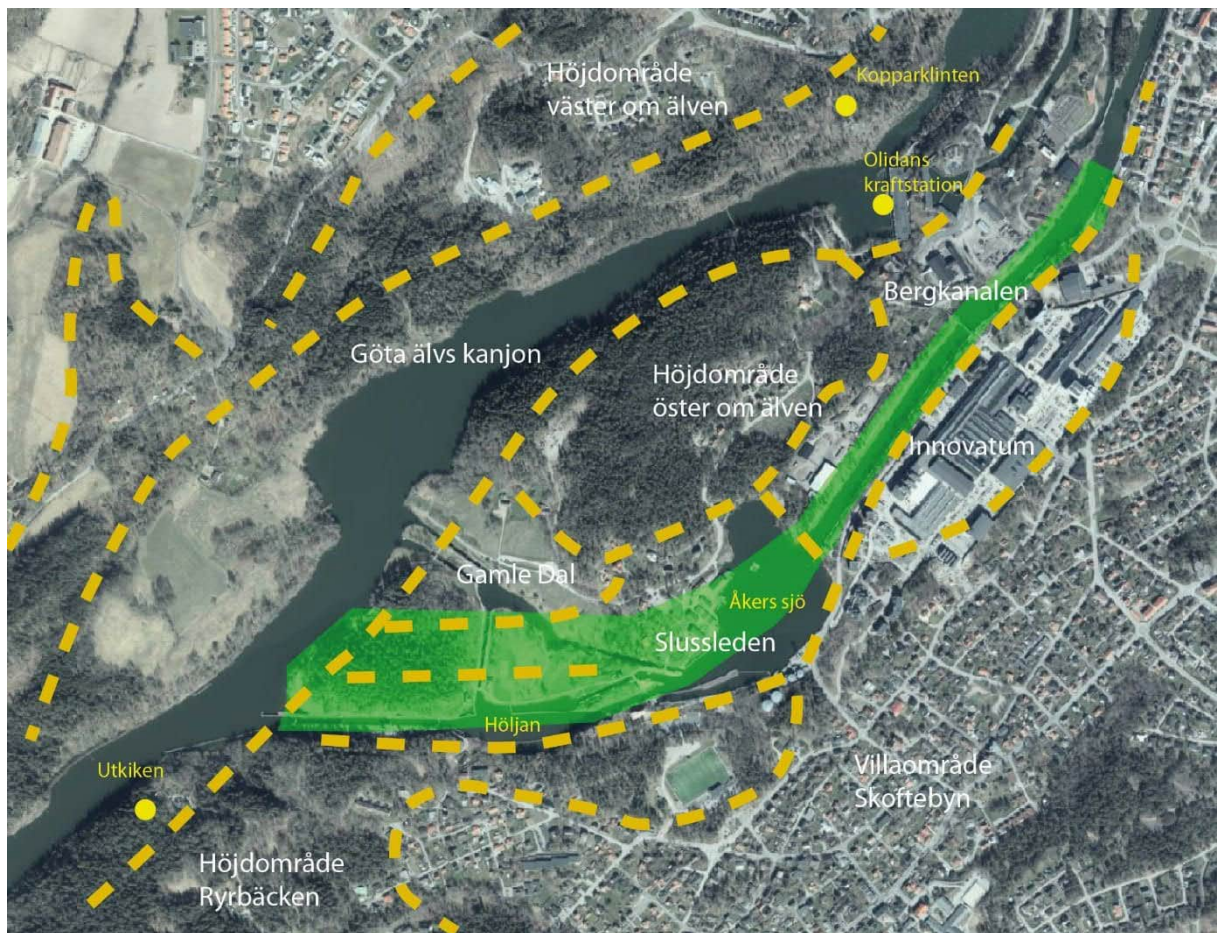 Höjdområde
väster om älven
Kopparklinten
Olidans
kraftstation
Bergkanalen
Göta älvs kanjon
Höjdområde
öster om älven
Innovatum
Gamle Dal
Åkers sjö
Slussleden
Höljan
Utkiken
Villaområde
Skoftebyn
Höjdområde
Ryrbäcken